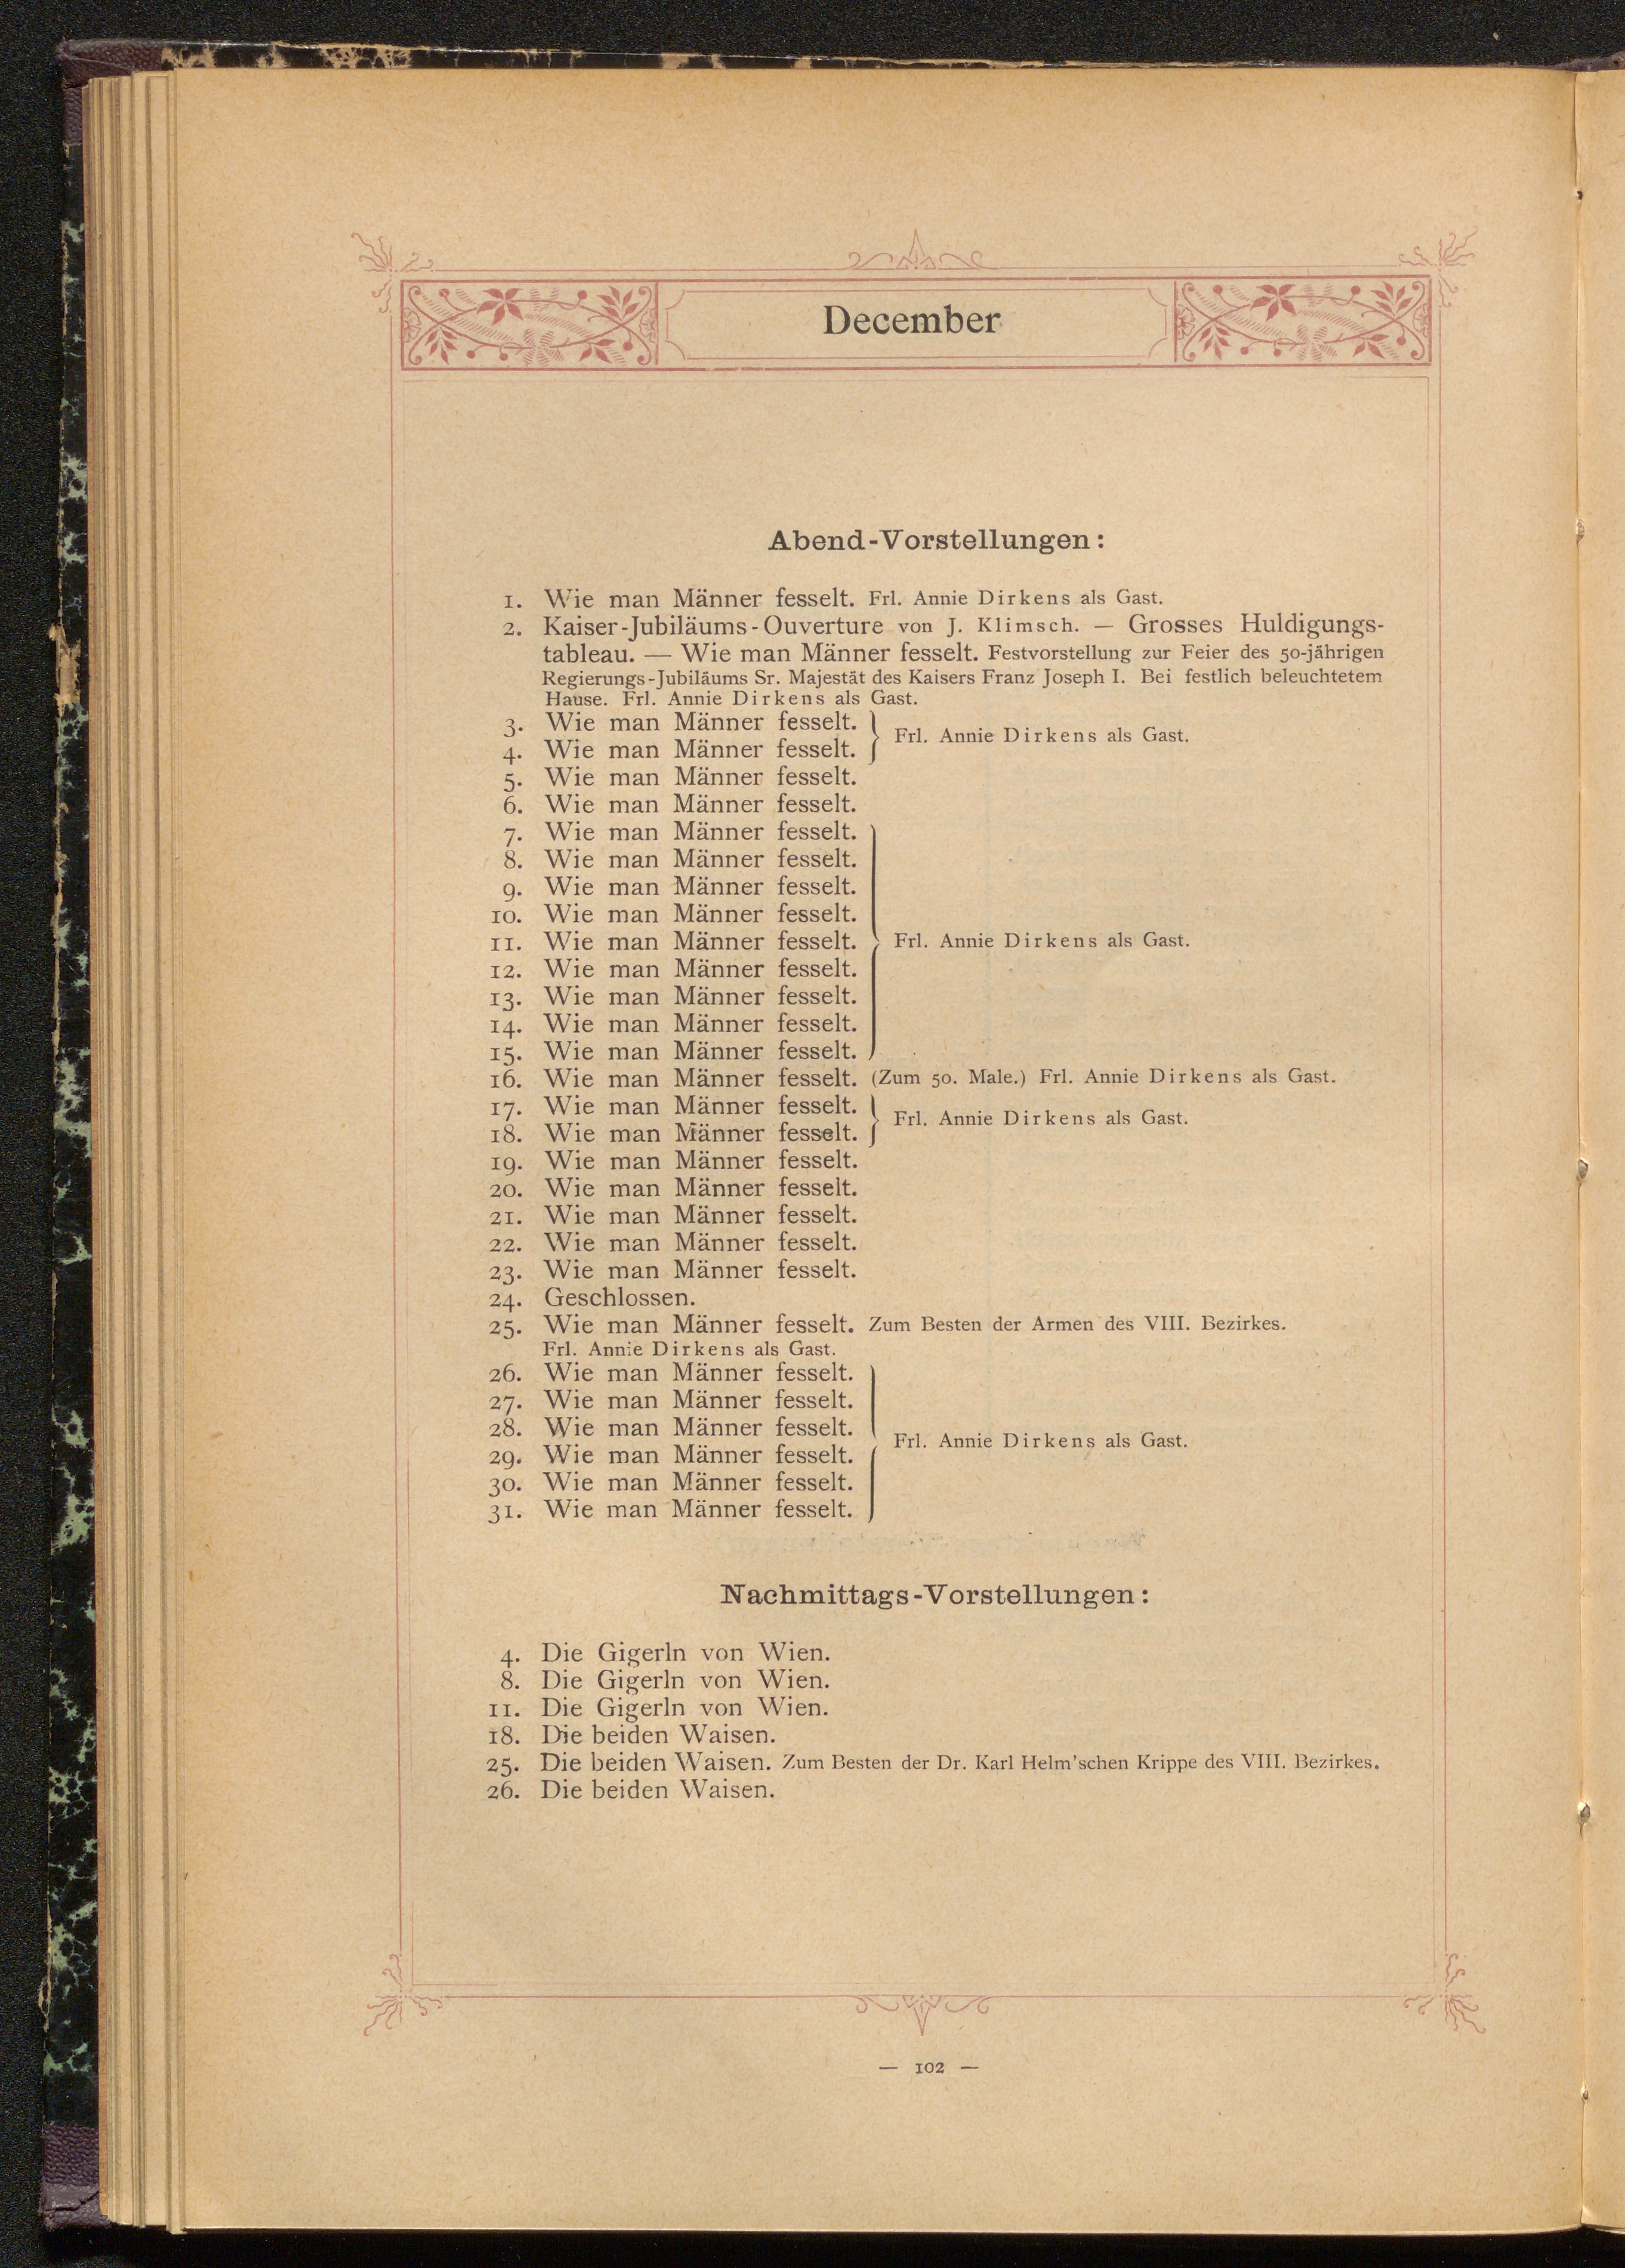 December
Abend-Vorstellungen:
1. Wie man Männer fesselt. Frl. Annie Dirkens als Gast.
2. Kaiser-Jubiläums-Ouverture von J. Klimsch. — Grosses Huldigungs-
tableau. — Wie man Männer fesselt. Festvorstellung zur Feier des 50-jährigen
Regierungs-Jubiläums Sr. Majestät des Kaisers Franz Joseph I. Bei festlich beleuchtetem
Hause. Frl. Annie Dirkens als Gast.
3. Wie man Männer fesselt.
Frl. Annie Dirkens als Gast.
4. Wie man Männer fesselt.
5. Wie man Männer fesselt.
6. Wie man Männer fesselt.
7. Wie man Männer fesselt.
8. Wie man Männer fesselt.
9. Wie man Männer fesselt.
10. Wie man Männer fesselt.
11. Wie man Männer fesselt. Frl. Annie Dirkens als Gast.
12. Wie man Männer fesselt.
13. Wie man Männer fesselt.
14. Wie man Männer fesselt.
15. Wie man Männer fesselt.
16. Wie man Männer fesselt. (Zum 50. Male.) Frl. Annie Dirkens als Gast.
17. Wie man Männer fesselt.
Frl. Annie Dirkens als Gast.
18. Wie man Männer fesselt.
19. Wie man Männer fesselt.
20. Wie man Männer fesselt.
21. Wie man Männer fesselt.
22. Wie man Männer fesselt.
23. Wie man Männer fesselt.
24. Geschlossen.
25. Wie man Männer fesselt. Zum Besten der Armen des VIII. Bezirkes.
Frl. Annie Dirkens als Gast.
26. Wie man Männer fesselt.
27. Wie man Männer fesselt.
28. Wie man Männer fesselt.
Frl. Annie Dirkens als Gast.
29. Wie man Männer fesselt.
30. Wie man Männer fesselt.
31. Wie man Männer fesselt.
Nachmittags-Vorstellungen:
4. Die Gigerln von Wien.
8. Die Gigerln von Wien.
11. Die Gigerln von Wien.
18. Die beiden Waisen.
25. Die beiden Waisen. Zum Besten der Dr. Karl Helm'schen Krippe des VIII. Bezirkes.
26. Die beiden Waisen.
— 102 —